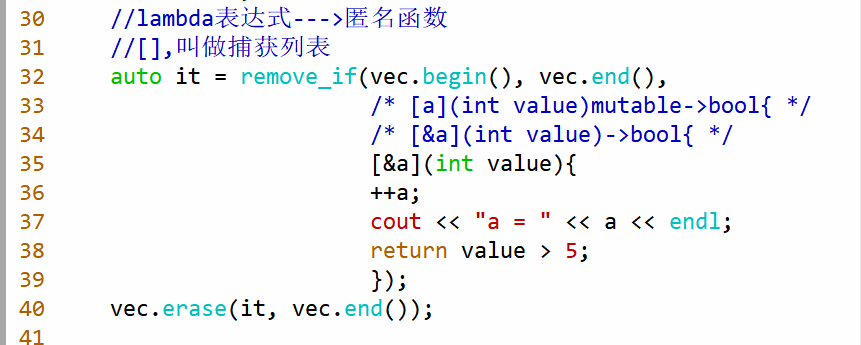 30 //lambda表达式--->匿名函数
31 //[],叫做捕获列表
32 auto it = remove_if(vec.begin(), vec.end(),
33 /* [a](int value)mutable->bool{ */
34 /* [&a](int value)->bool{ */
35 [&a](int value){
36 ++a;
37 cout << "a = " << a << endl;
38 return value > 5;
39 });
40 vec.erase(it, vec.end());
41